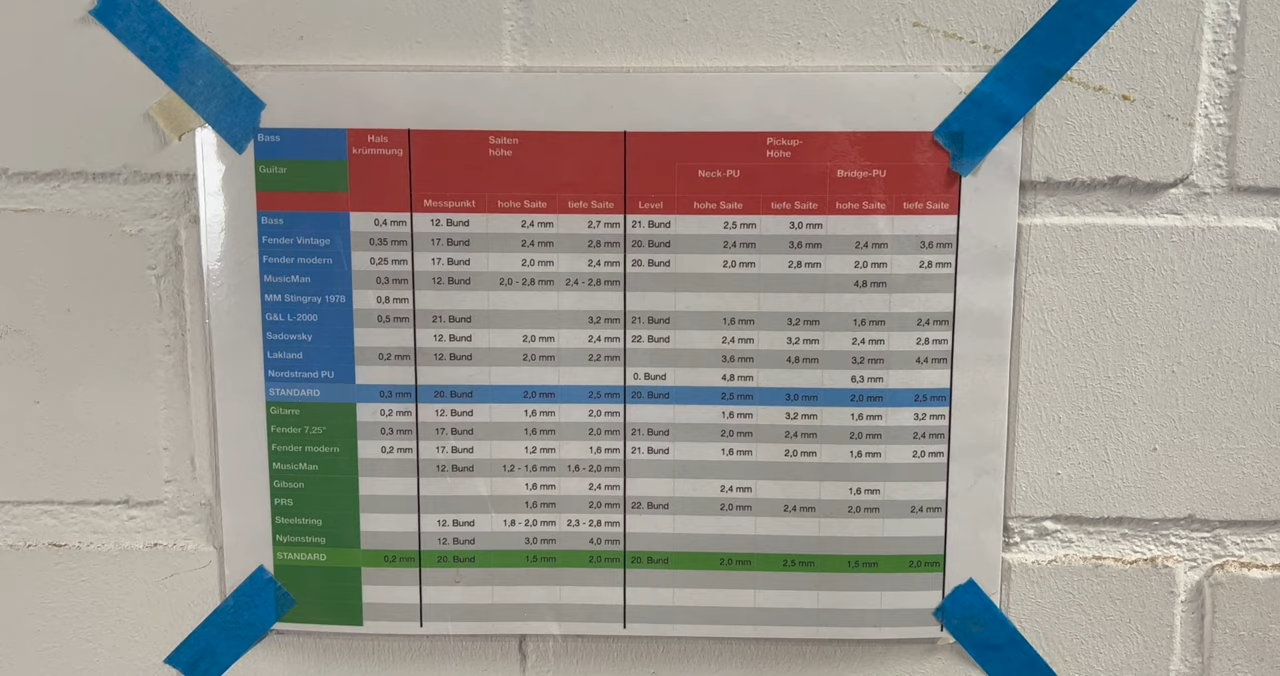 Bass Hals Saiten Pickup-
krümmung höhe Höhe
Guitar Neck-PU Bridge-PU
Messpunkt hohe Saite tiefe Saite Level hohe Saite tiefe Saite hohe Saite tiefe Saite
Bass 0,4 mm 12. Bund 2,4 mm 2,7 mm 21. Bund 2,5 mm 3,0 mm
Fender Vintage 0,35 mm 17. Bund 2,4 mm 2,8 mm 20. Bund 2,4 mm 3,6 mm 2,4 mm 3,6 mm
Fender modern 0,25 mm 17. Bund 2,0 mm 2,4 mm 20. Bund 2,0 mm 2,8 mm 2,0 mm 2,8 mm
MusicMan 0,3 mm 12. Bund 2,0 - 2,8 mm 2,4 - 2,8 mm 4,8 mm
MM Stingray 1978 0,8 mm
G&L L-2000 0,5 mm 21. Bund 3,2 mm 21. Bund 1,6 mm 3,2 mm 1,6 mm 2,4 mm
Sadowsky 12. Bund 2,0 mm 2,4 mm 22. Bund 2,4 mm 3,2 mm 2,4 mm 2,8 mm
Lakland 0,2 mm 12. Bund 2,0 mm 2,2 mm 3,6 mm 4,8 mm 3,2 mm 4,4 mm
Nordstrand PU 0. Bund 4,8 mm 6,3 mm
STANDARD 0,3 mm 20. Bund 2,0 mm 2,5 mm 20. Bund 2,5 mm 3,0 mm 2,0 mm 2,5 mm
Gitarre 0,2 mm 12. Bund 1,6 mm 2,0 mm 1,6 mm 3,2 mm 1,6 mm 3,2 mm
Fender 7,25" 0,3 mm 17. Bund 1,6 mm 2,0 mm 21. Bund 2,0 mm 2,4 mm 2,0 mm 2,4 mm
Fender modern 0,2 mm 17. Bund 1,2 mm 1,6 mm 21. Bund 1,6 mm 2,0 mm 1,6 mm 2,0 mm
MusicMan 12. Bund 1,2 - 1,6 mm 1,6 - 2,0 mm
Gibson 1,6 mm 2,4 mm 2,4 mm 1,6 mm
PRS 1,6 mm 2,0 mm 22. Bund 2,0 mm 2,4 mm 2,0 mm 2,4 mm
Steelstring 12. Bund 1,8 - 2,0 mm 2,3 - 2,8 mm
Nylonstring 12. Bund 3,0 mm 4,0 mm
STANDARD 0,2 mm 20. Bund 1,5 mm 2,0 mm 20. Bund 2,0 mm 2,5 mm 1,5 mm 2,0 mm